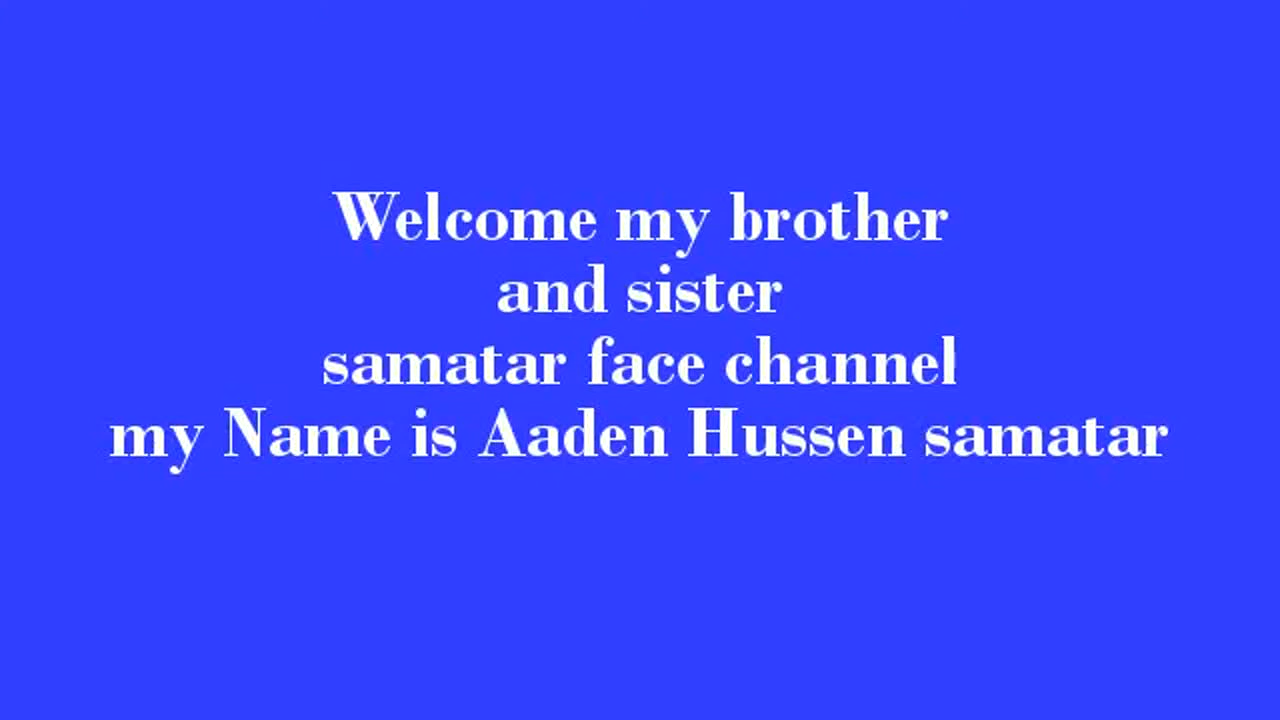 Welcome my brother
and sister
samatar face channel
my Name is Aaden Hussen samatar